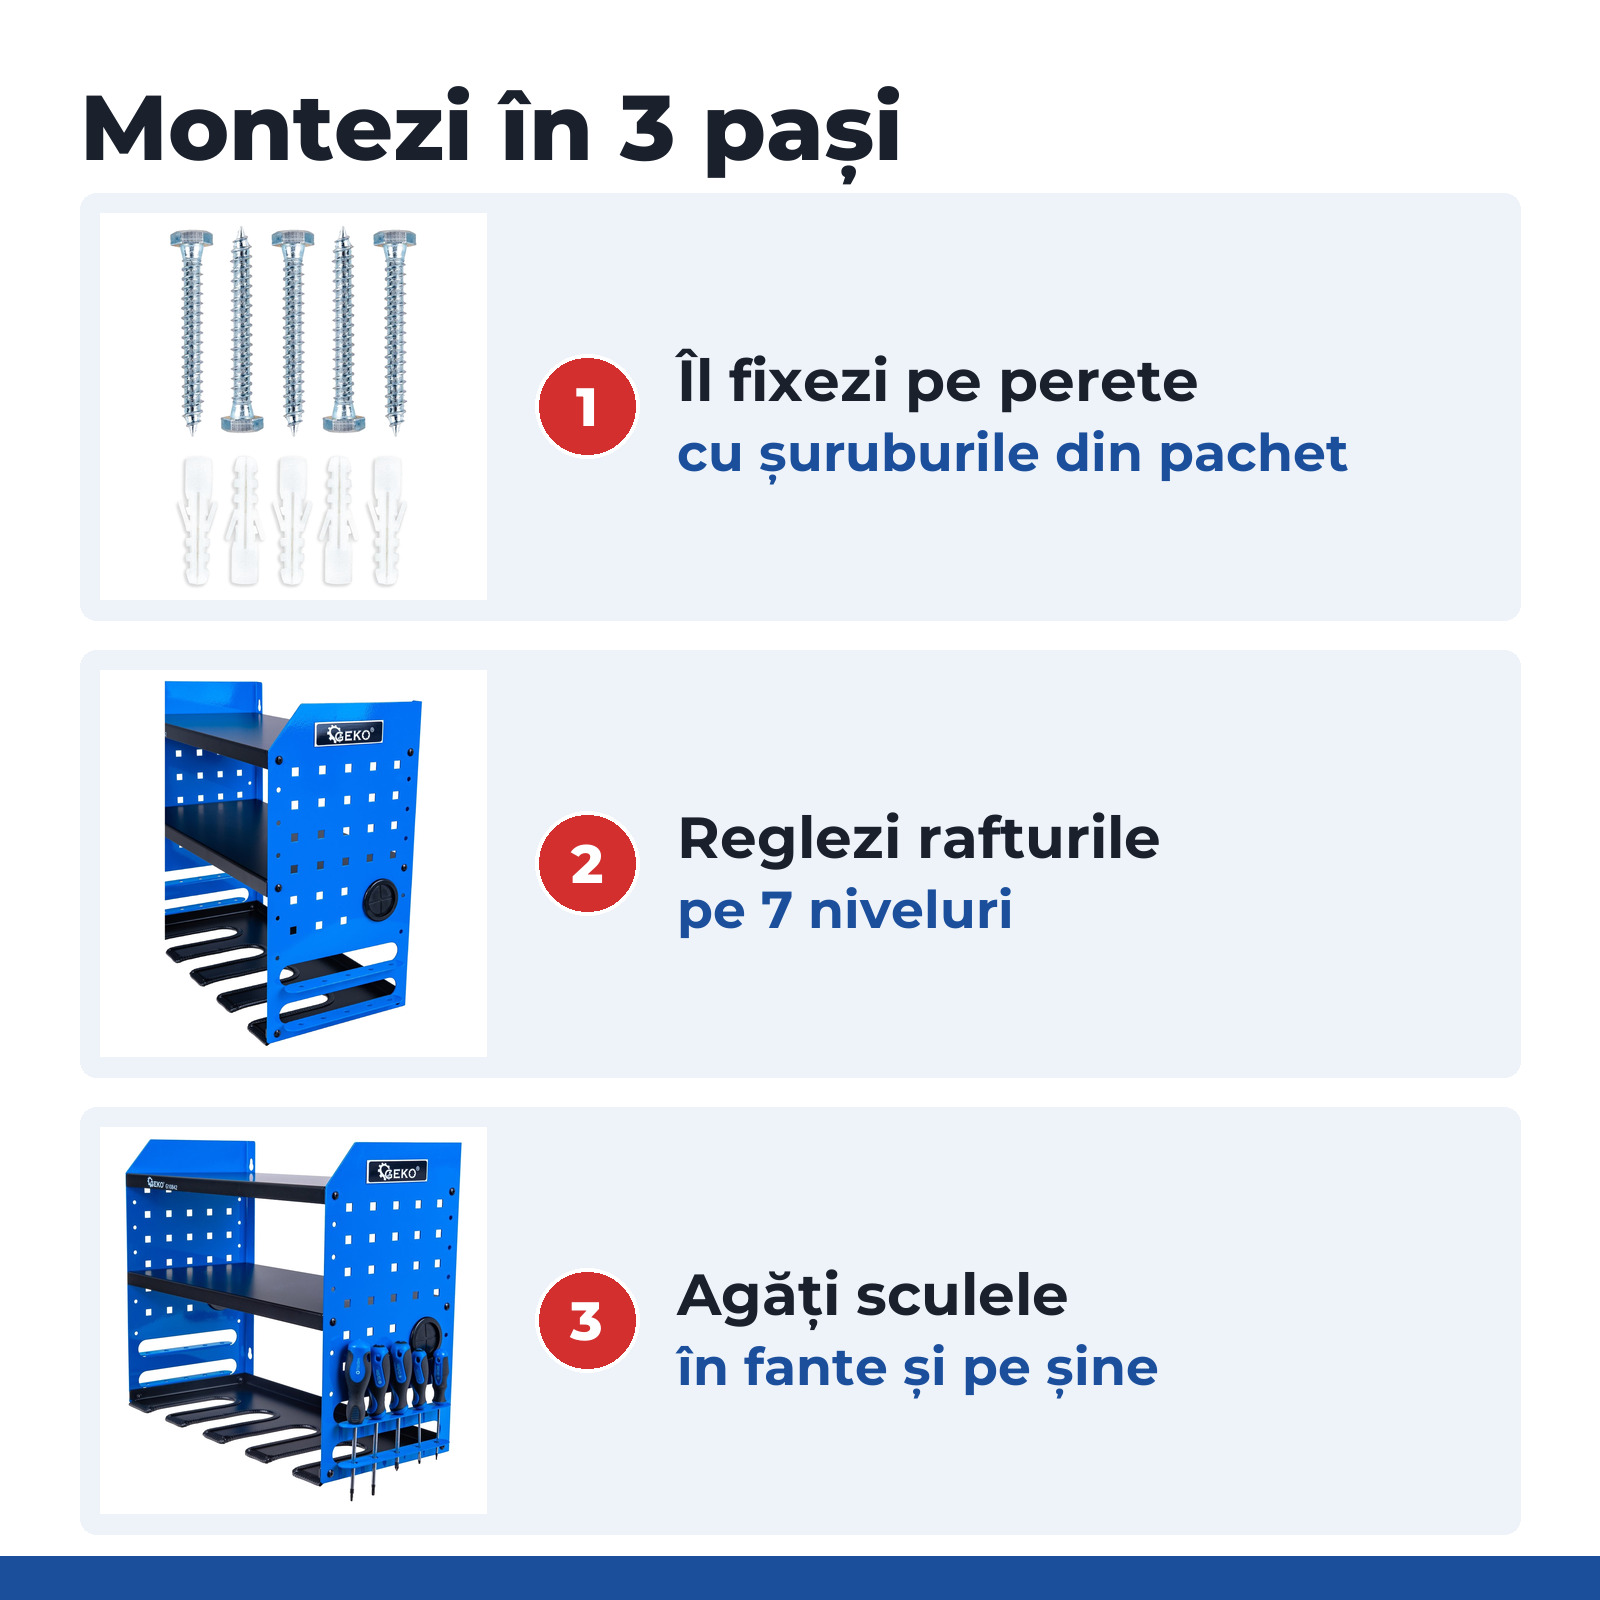 Montezi în 3 pași
1
Îl fixezi pe perete
cu șuruburile din pachet
GEKO®
2
Reglezi rafturile
pe 7 niveluri
GEKO®
GEKO®
3
Agăți sculele
în fante și pe șine